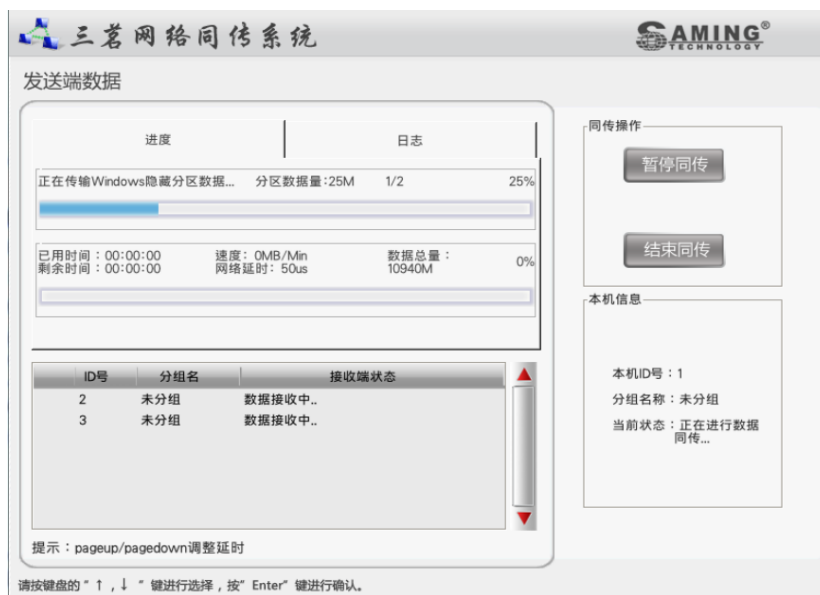 三茗网络同传系统
SAMING®
TECHNOLOGY
发送端数据
进度
日志
正在传输Windows隐藏分区数据... 分区数据量:25M 1/2 25%
已用时间：00:00:00 速度：0MB/Min 数据总量： 0%
剩余时间：00:00:00 网络延时：50us 10940M
ID号 分组名 接收端状态
2 未分组 数据接收中..
3 未分组 数据接收中..
提示：pageup/pagedown调整延时
同传操作
暂停同传
结束同传
本机信息
本机ID号：1
分组名称：未分组
当前状态：正在进行数据
同传...
请按键盘的“↑,↓ ”键进行选择，按”Enter”键进行确认。